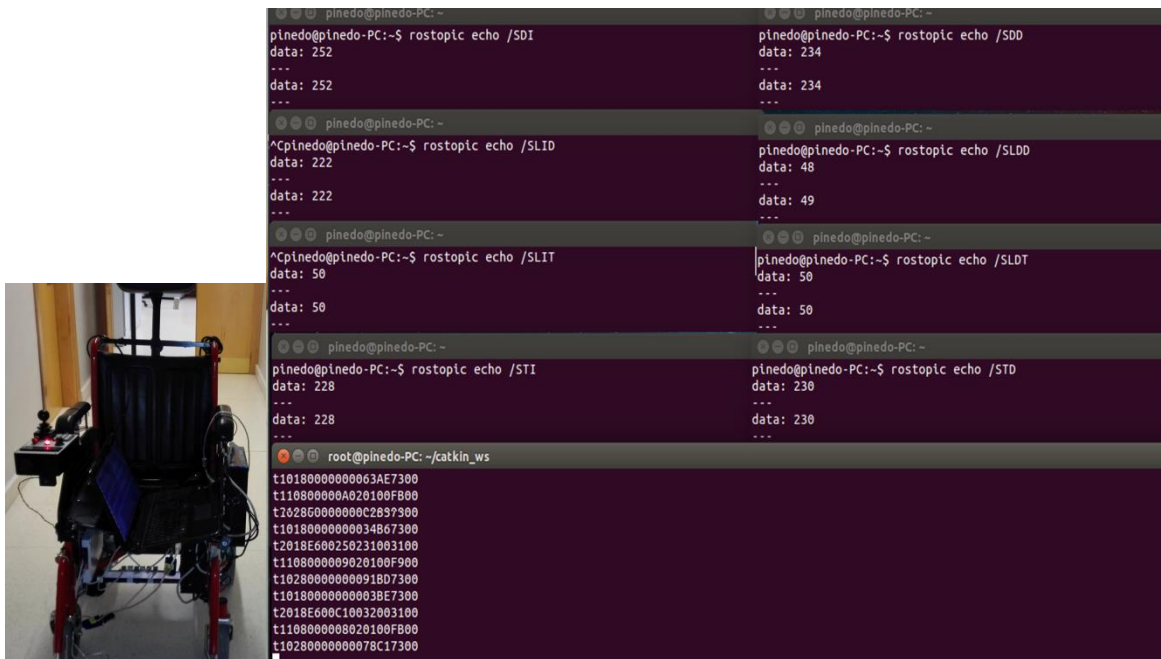 pinedo@pinedo-PC: ~
pinedo@pinedo-PC:~$ rostopic echo /SDI
data: 252
---
data: 252
---
pinedo@pinedo-PC: ~
pinedo@pinedo-PC:~$ rostopic echo /SDD
data: 234
---
data: 234
---
pinedo@pinedo-PC: ~
^Cpinedo@pinedo-PC:~$ rostopic echo /SLID
data: 222
---
data: 222
---
pinedo@pinedo-PC: ~
pinedo@pinedo-PC:~$ rostopic echo /SLDD
data: 48
---
data: 49
---
pinedo@pinedo-PC: ~
^Cpinedo@pinedo-PC:~$ rostopic echo /SLIT
data: 50
---
data: 50
---
pinedo@pinedo-PC: ~
pinedo@pinedo-PC:~$ rostopic echo /SLDT
data: 50
---
data: 50
---
pinedo@pinedo-PC: ~
pinedo@pinedo-PC:~$ rostopic echo /STI
data: 228
---
data: 228
---
pinedo@pinedo-PC: ~
pinedo@pinedo-PC:~$ rostopic echo /STD
data: 230
---
data: 230
---
root@pinedo-PC: ~/catkin_ws
t10180000000063AE7300
t110800000A020100FB00
t10180000000034B67300
t2018E600250231003100
t1108000009020100F900
t10280000000091BD7300
t10180000000003BE7300
t2018E600C10032003100
t1108000008020100FB00
t10280000000078C17300